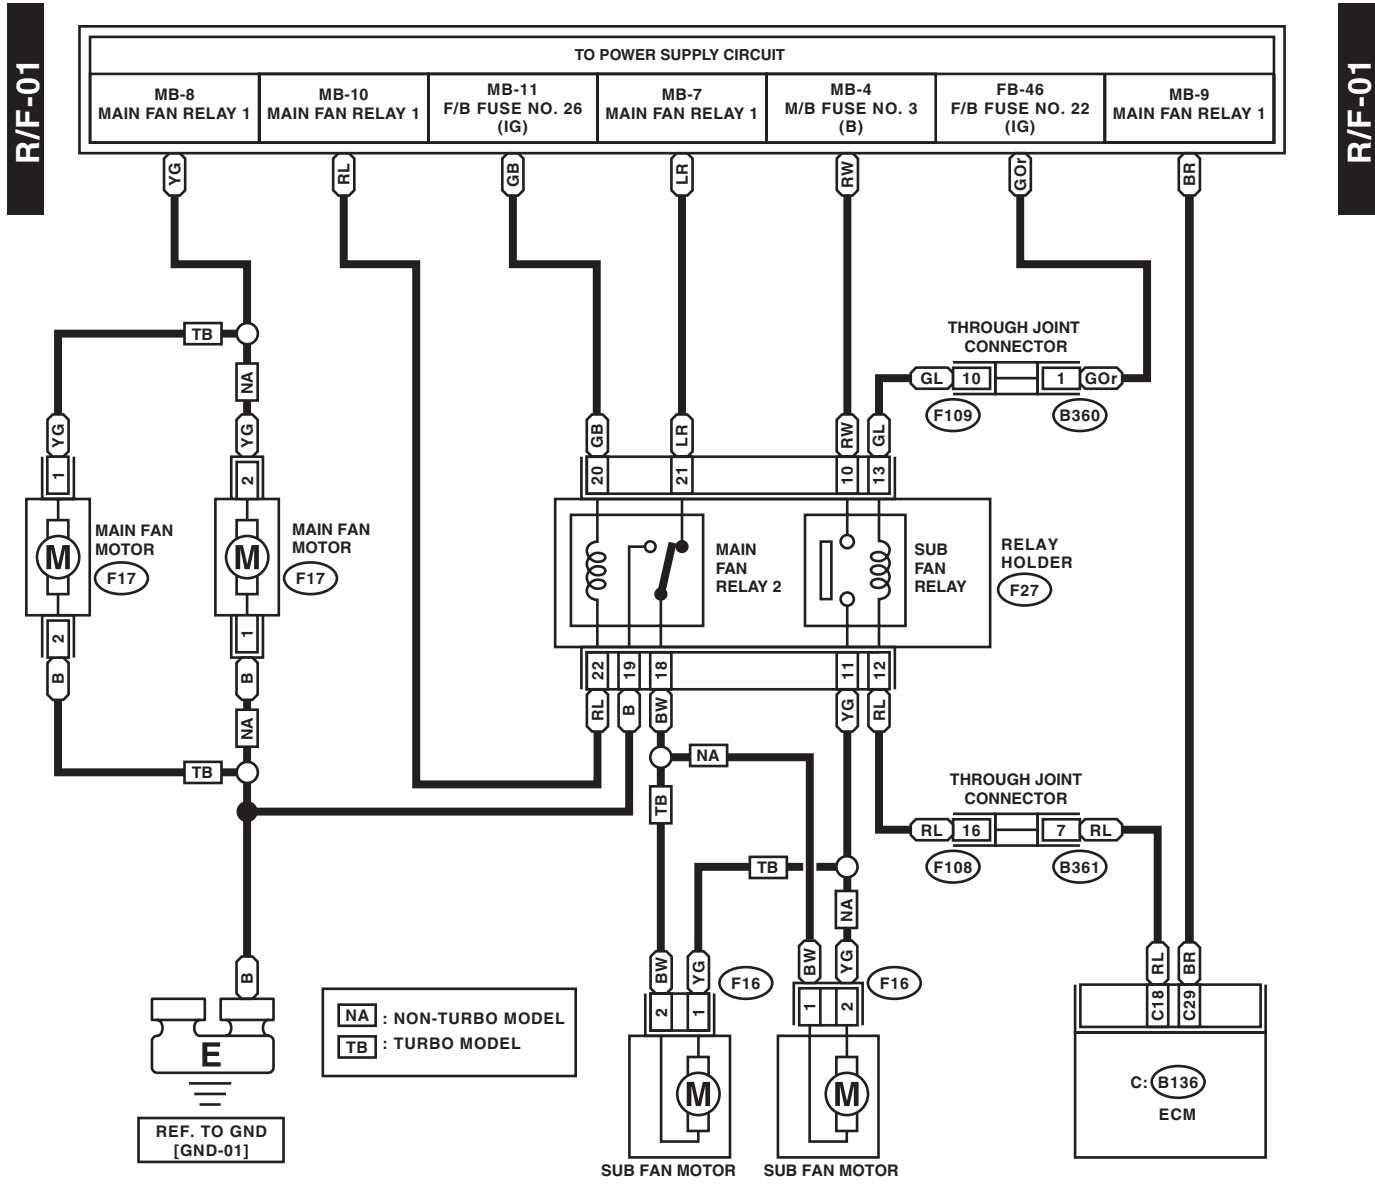 R/F-01
R/F-01
TO POWER SUPPLY CIRCUIT
MB-8
MAIN FAN RELAY 1
MB-10
MAIN FAN RELAY 1
MB-11
F/B FUSE NO. 26
(IG)
MB-7
MAIN FAN RELAY 1
MB-4
M/B FUSE NO. 3
(B)
FB-46
F/B FUSE NO. 22
(IG)
MB-9
MAIN FAN RELAY 1
YG
RL
GB
LR
RW
GOr
BR
TB
NA
THROUGH JOINT
CONNECTOR
GL
10
1
GOr
F109
B360
YG
YG
GB
LR
RW
GL
1
2
20
21
10
13
MAIN FAN
MOTOR
F17
M
MAIN FAN
MOTOR
F17
M
MAIN
FAN
RELAY 2
SUB
FAN
RELAY
RELAY
HOLDER
F27
2
1
22
19
18
11
12
B
B
RL
B
BW
YG
RL
NA
TB
NA
TB
THROUGH JOINT
CONNECTOR
RL
16
7
RL
F108
B361
TB
NA
B
BW
YG
F16
BW
YG
F16
RL
BR
2
1
1
2
C18
C29
E
REF. TO GND
[GND-01]
NA : NON-TURBO MODEL
TB : TURBO MODEL
M
M
SUB FAN MOTOR
SUB FAN MOTOR
C: B136
ECM